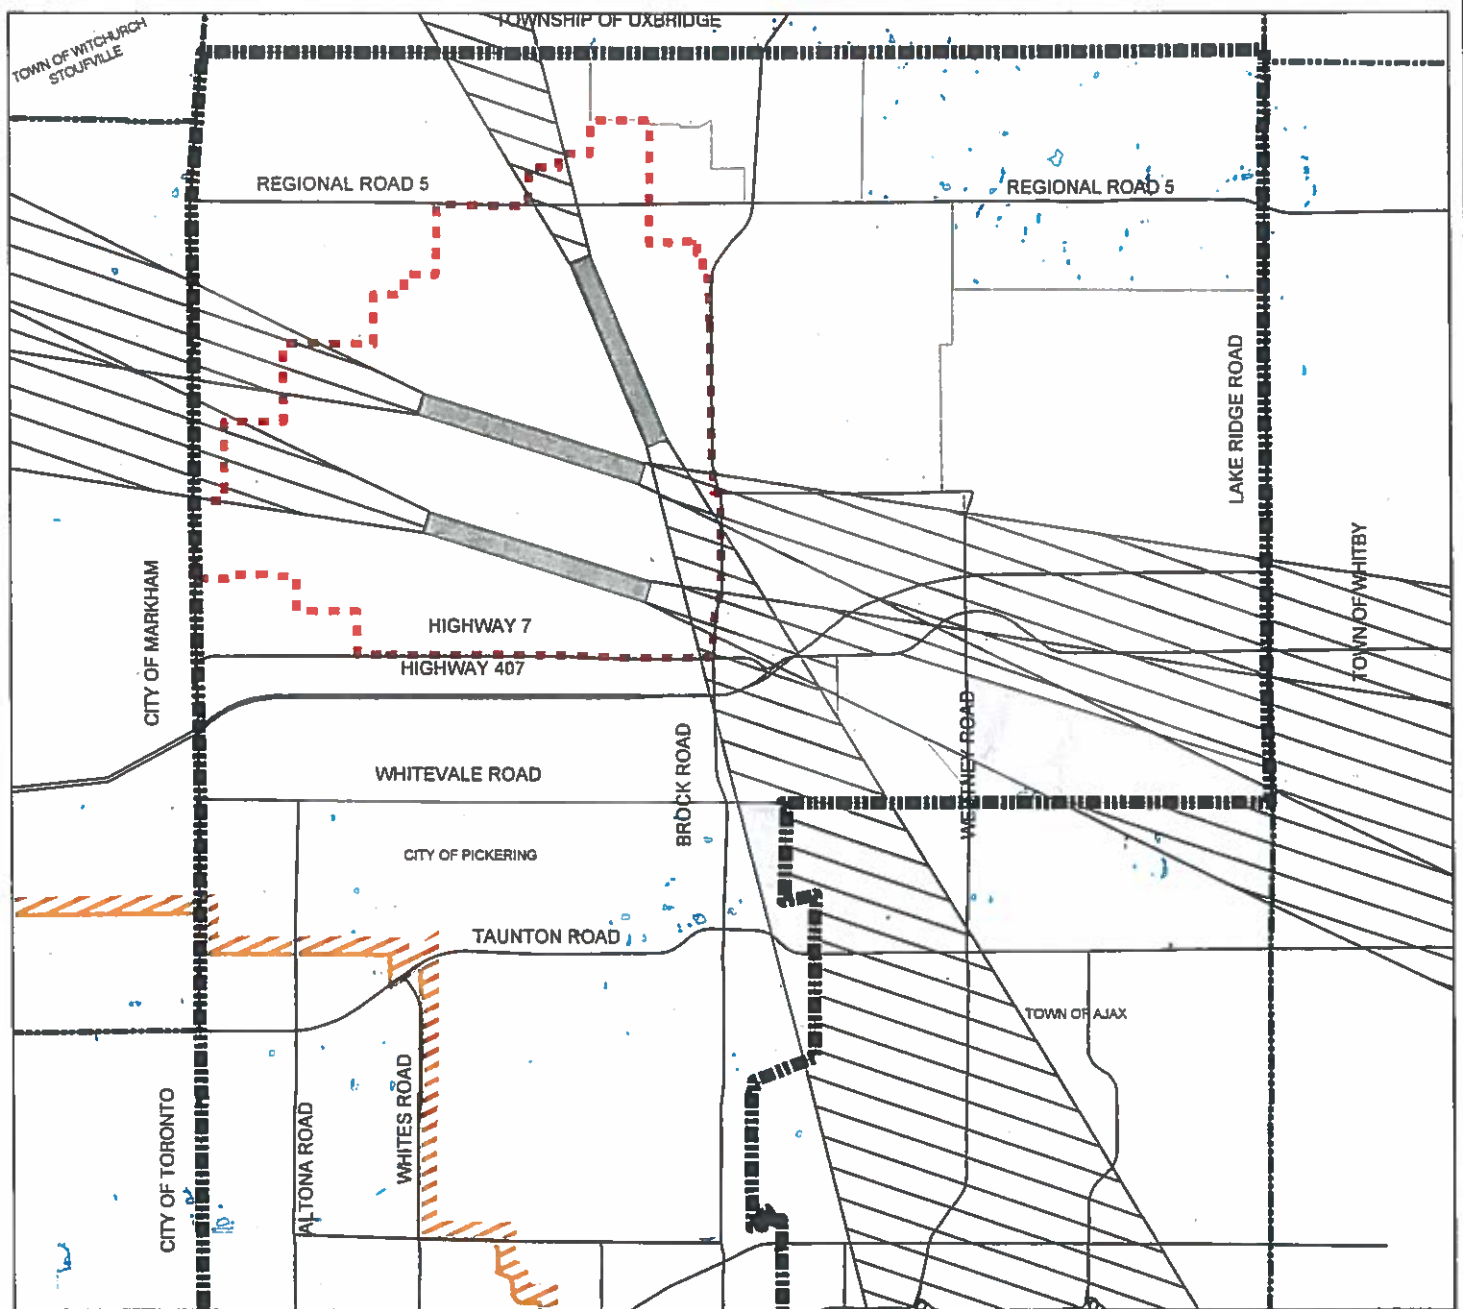 TOWNSHIP OF UXBRIDGE
TOWN OF WITCHURCH
STOUFVILLE
REGIONAL ROAD 5
REGIONAL ROAD 5
LAKE RIDGE ROAD
CITY OF MARKHAM
TOWN OF WHITBY
HIGHWAY 7
HIGHWAY 407
WHITEVALE ROAD
BROCK ROAD
WESTNEY ROAD
CITY OF PICKERING
TAUNTON ROAD
TOWN OF AJAX
CITY OF TORONTO
ALTONA ROAD
WHITES ROAD